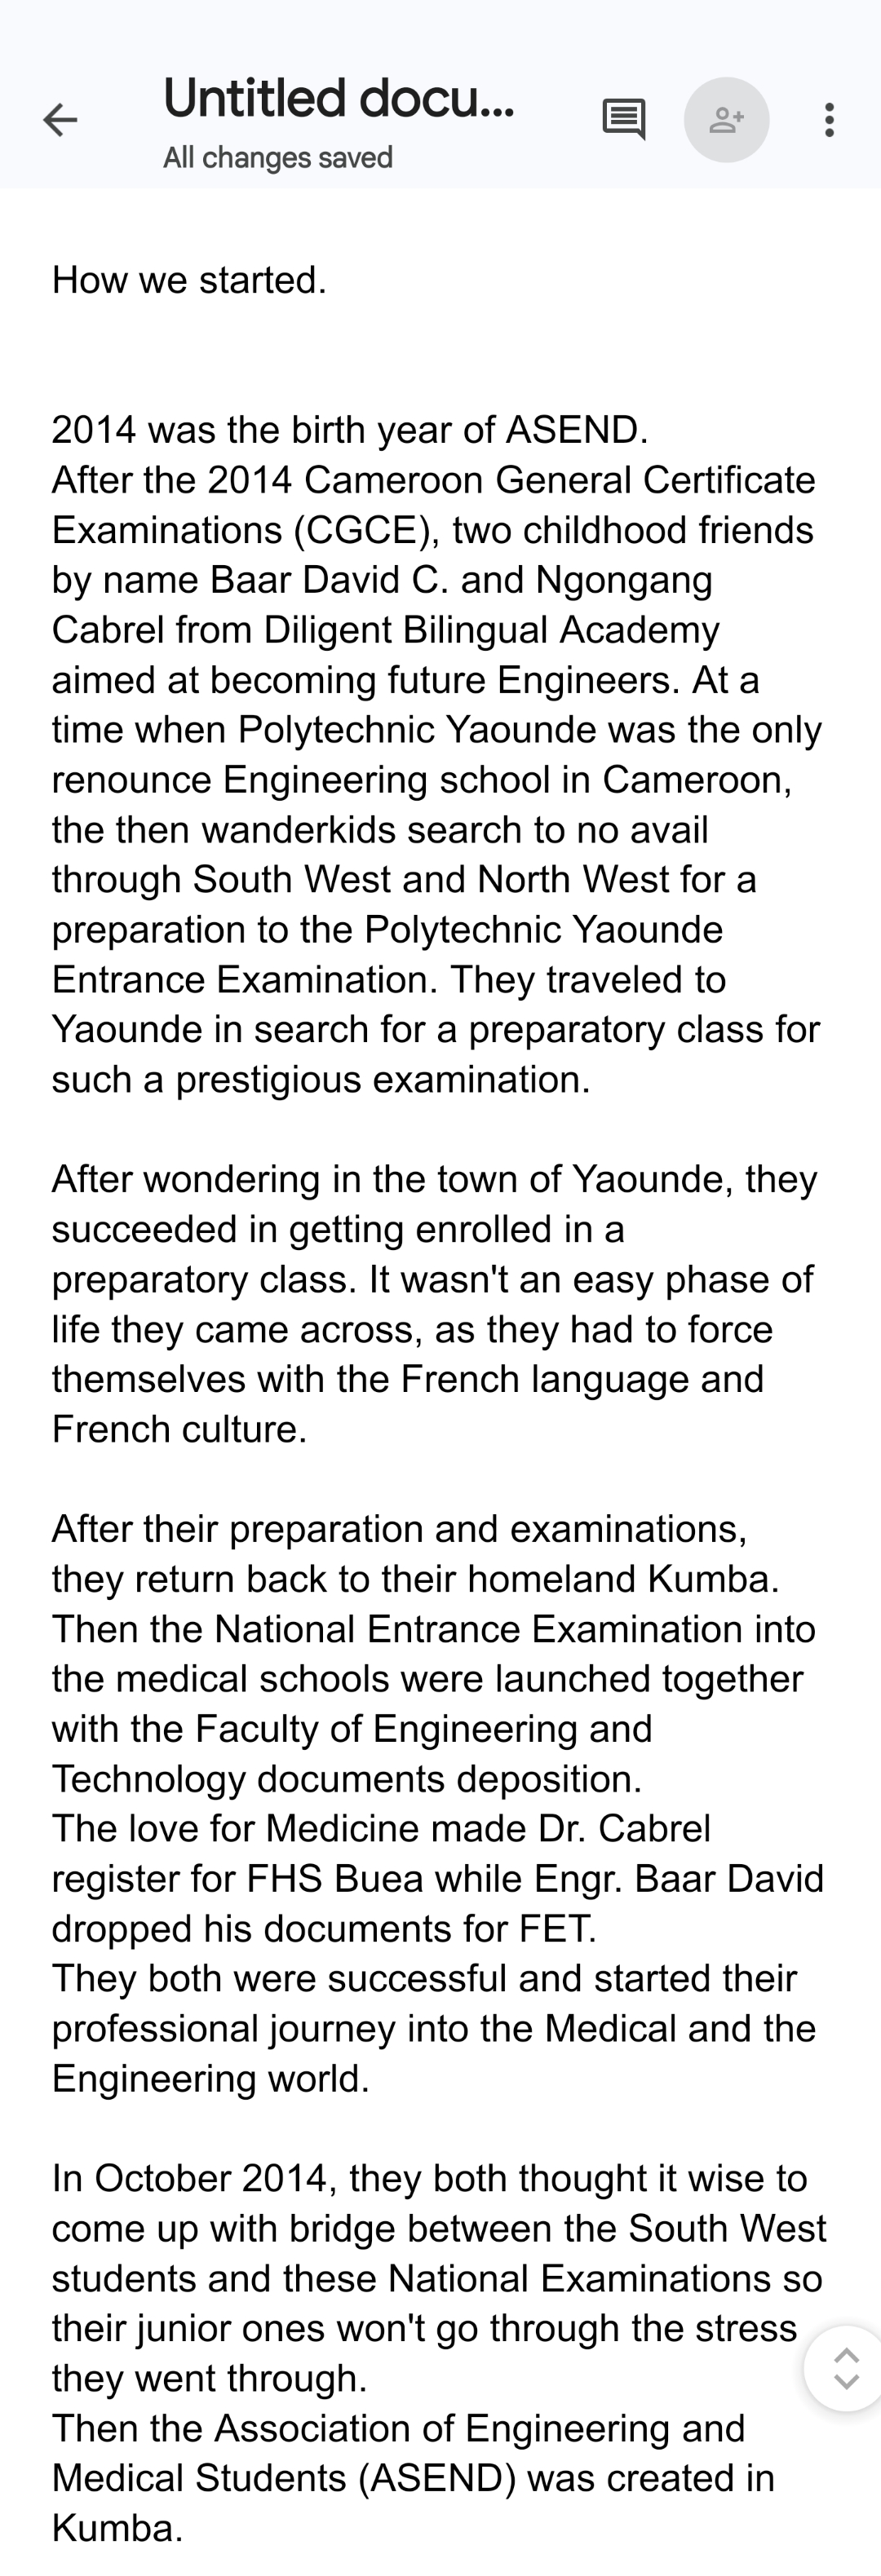 Untitled docu...
All changes saved
How we started.
2014 was the birth year of ASEND.
After the 2014 Cameroon General Certificate
Examinations (CGCE), two childhood friends
by name Baar David C. and Ngongang
Cabrel from Diligent Bilingual Academy
aimed at becoming future Engineers. At a
time when Polytechnic Yaounde was the only
renounce Engineering school in Cameroon,
the then wanderkids search to no avail
through South West and North West for a
preparation to the Polytechnic Yaounde
Entrance Examination. They traveled to
Yaounde in search for a preparatory class for
such a prestigious examination.
After wondering in the town of Yaounde, they
succeeded in getting enrolled in a
preparatory class. It wasn't an easy phase of
life they came across, as they had to force
themselves with the French language and
French culture.
After their preparation and examinations,
they return back to their homeland Kumba.
Then the National Entrance Examination into
the medical schools were launched together
with the Faculty of Engineering and
Technology documents deposition.
The love for Medicine made Dr. Cabrel
register for FHS Buea while Engr. Baar David
dropped his documents for FET.
They both were successful and started their
professional journey into the Medical and the
Engineering world.
In October 2014, they both thought it wise to
come up with bridge between the South West
students and these National Examinations so
their junior ones won't go through the stress
they went through.
Then the Association of Engineering and
Medical Students (ASEND) was created in
Kumba.